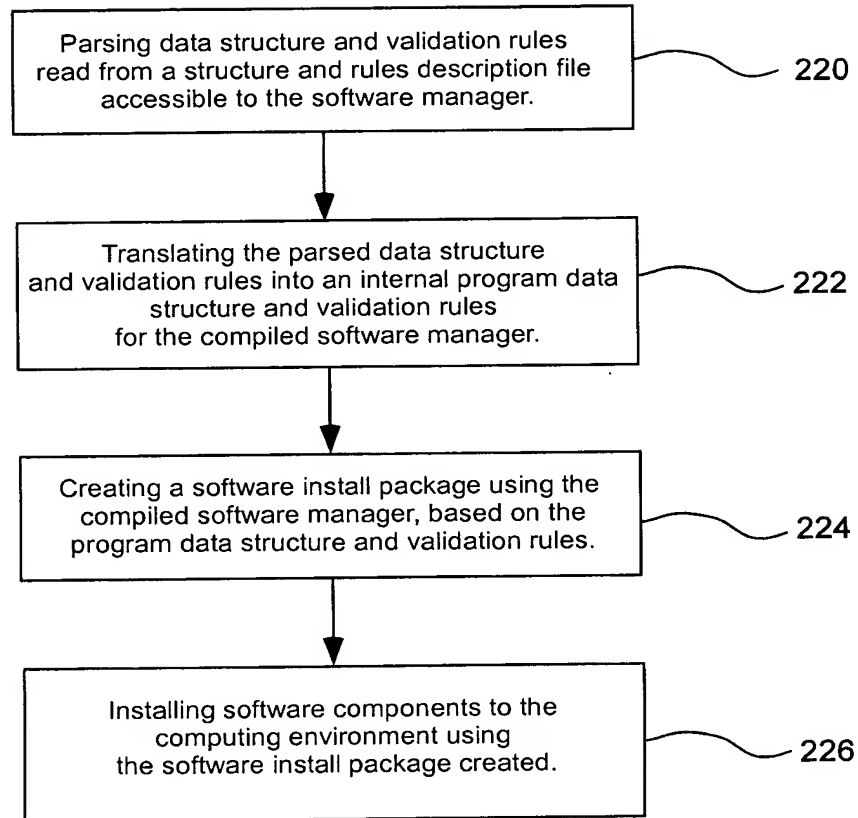 Parsing data structure and validation rules
read from a structure and rules description file
accessible to the software manager.
220
Translating the parsed data structure
and validation rules into an internal program data
structure and validation rules
for the compiled software manager.
222
Creating a software install package using the
compiled software manager, based on the
program data structure and validation rules.
224
Installing software components to the
computing environment using
the software install package created.
226